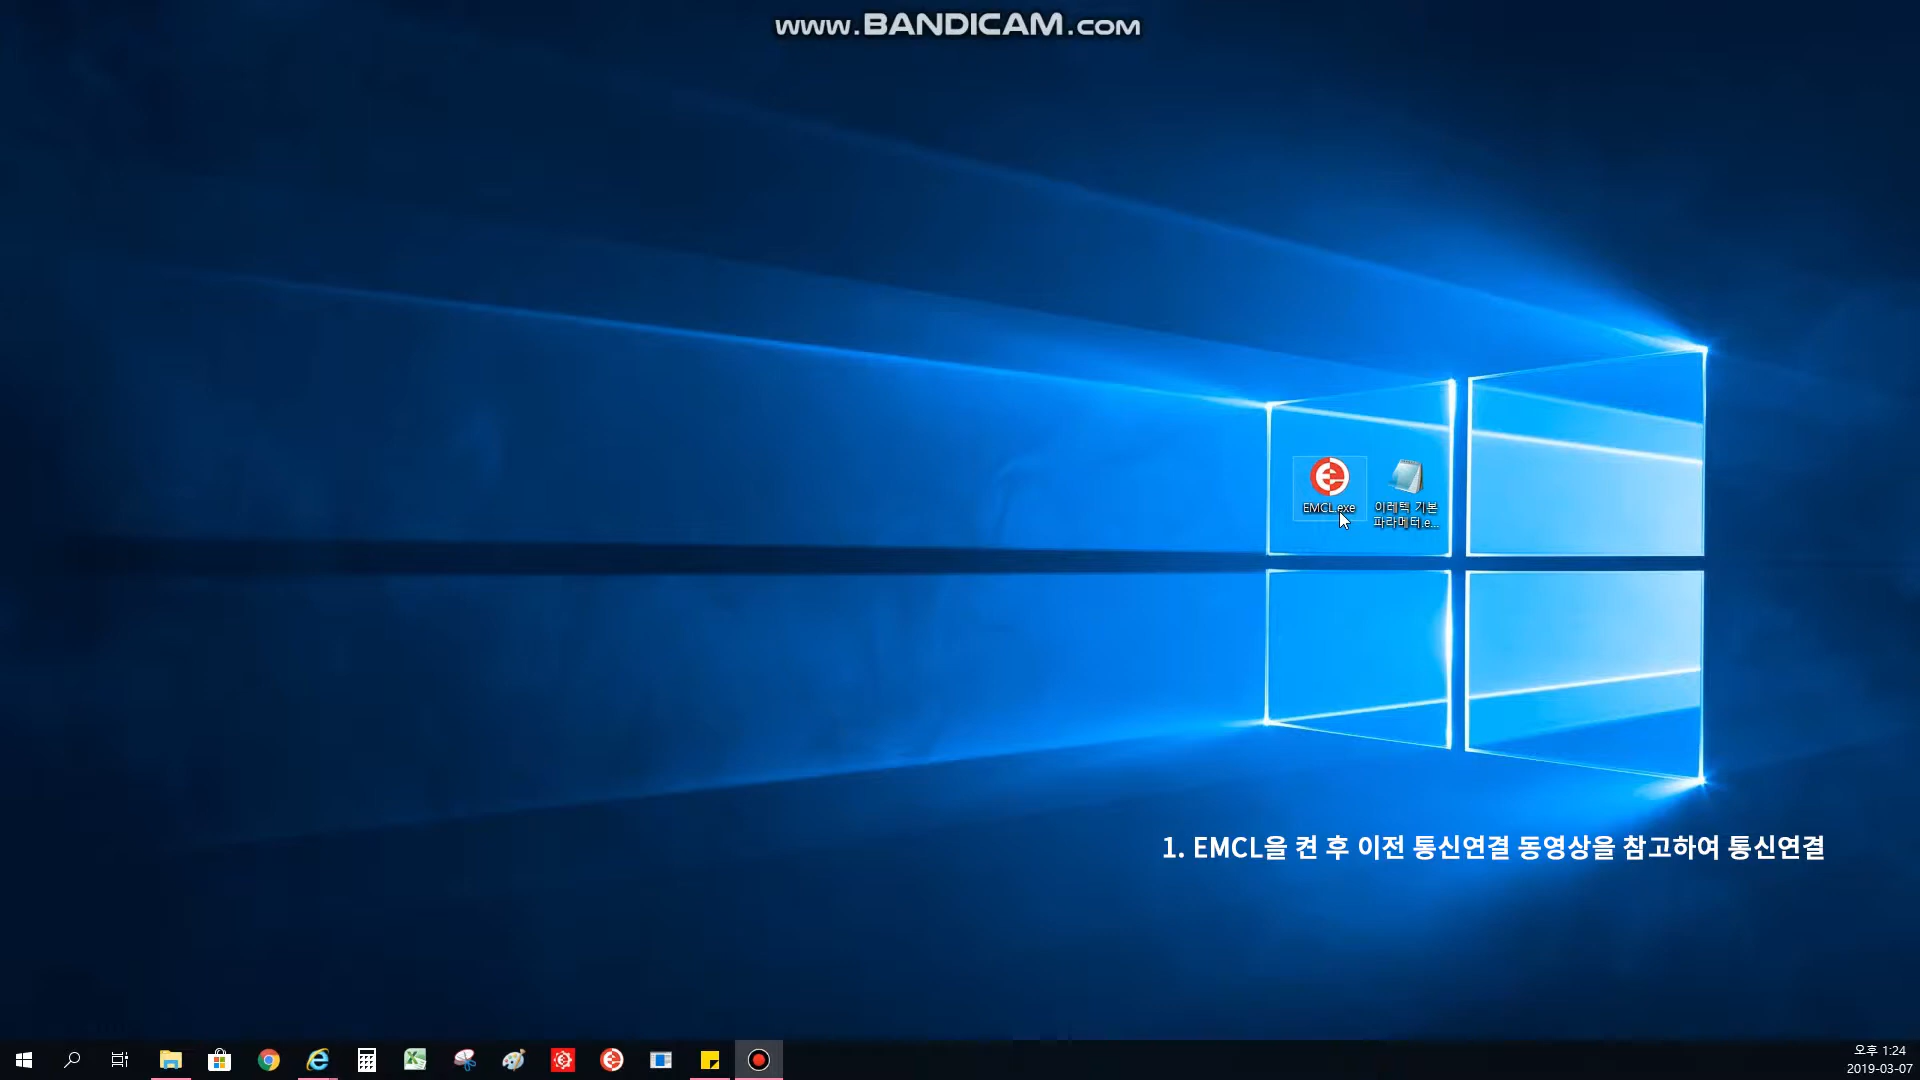 www.BANDICAM.com
EMCL.exe
이레텍 기본
파라메터.e...
1. EMCL을 켠 후 이전 통신연결 동영상을 참고하여 통신연결
오후 1:24
2019-03-07